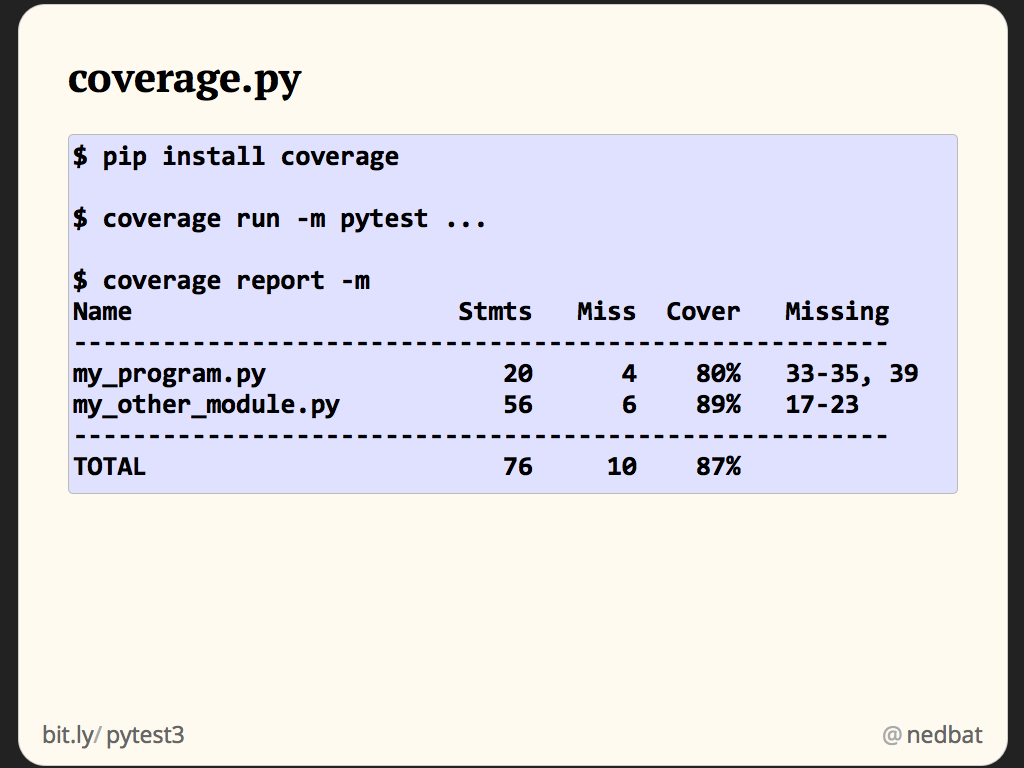 coverage.py
$ pip install coverage
$ coverage run -m pytest ...
$ coverage report -m
Name                      Stmts   Miss  Cover   Missing
-------------------------------------------------------
my_program.py                20      4    80%   33-35, 39
my_other_module.py           56      6    89%   17-23
-------------------------------------------------------
TOTAL                        76     10    87%
bit.ly/pytest3
@nedbat